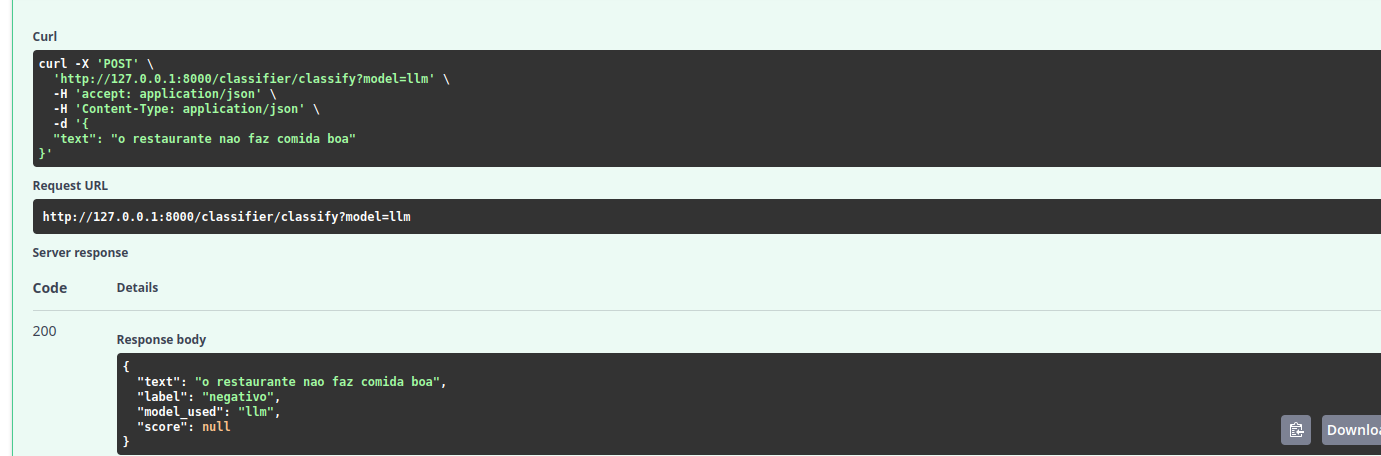 Curl
curl -X 'POST' \
  'http://127.0.0.1:8000/classifier/classify?model=llm' \
  -H 'accept: application/json' \
  -H 'Content-Type: application/json' \
  -d '{
  "text": "o restaurante nao faz comida boa"
}'
Request URL
http://127.0.0.1:8000/classifier/classify?model=llm
Server response
Code Details
200
Response body
{
  "text": "o restaurante nao faz comida boa",
  "label": "negativo",
  "model_used": "llm",
  "score": null
}
Downloa